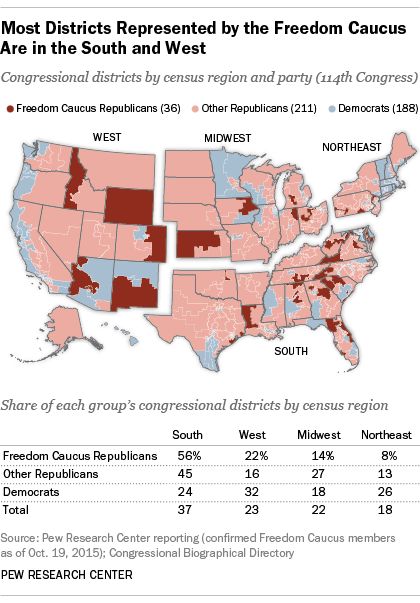 Most Districts Represented by the Freedom Caucus
Are in the South and West
Congressional districts by census region and party (114th Congress)
Freedom Caucus Republicans (36) Other Republicans (211) Democrats (188)
WEST MIDWEST
NORTHEAST
SOUTH
Share of each group's congressional districts by census region
South West Midwest Northeast
Freedom Caucus Republicans 56% 22% 14% 8%
Other Republicans 45 16 27 13
Democrats 24 32 18 26
Total 37 23 22 18
Source: Pew Research Center reporting (confirmed Freedom Caucus members
as of Oct. 19, 2015); Congressional Biographical Directory
PEW RESEARCH CENTER